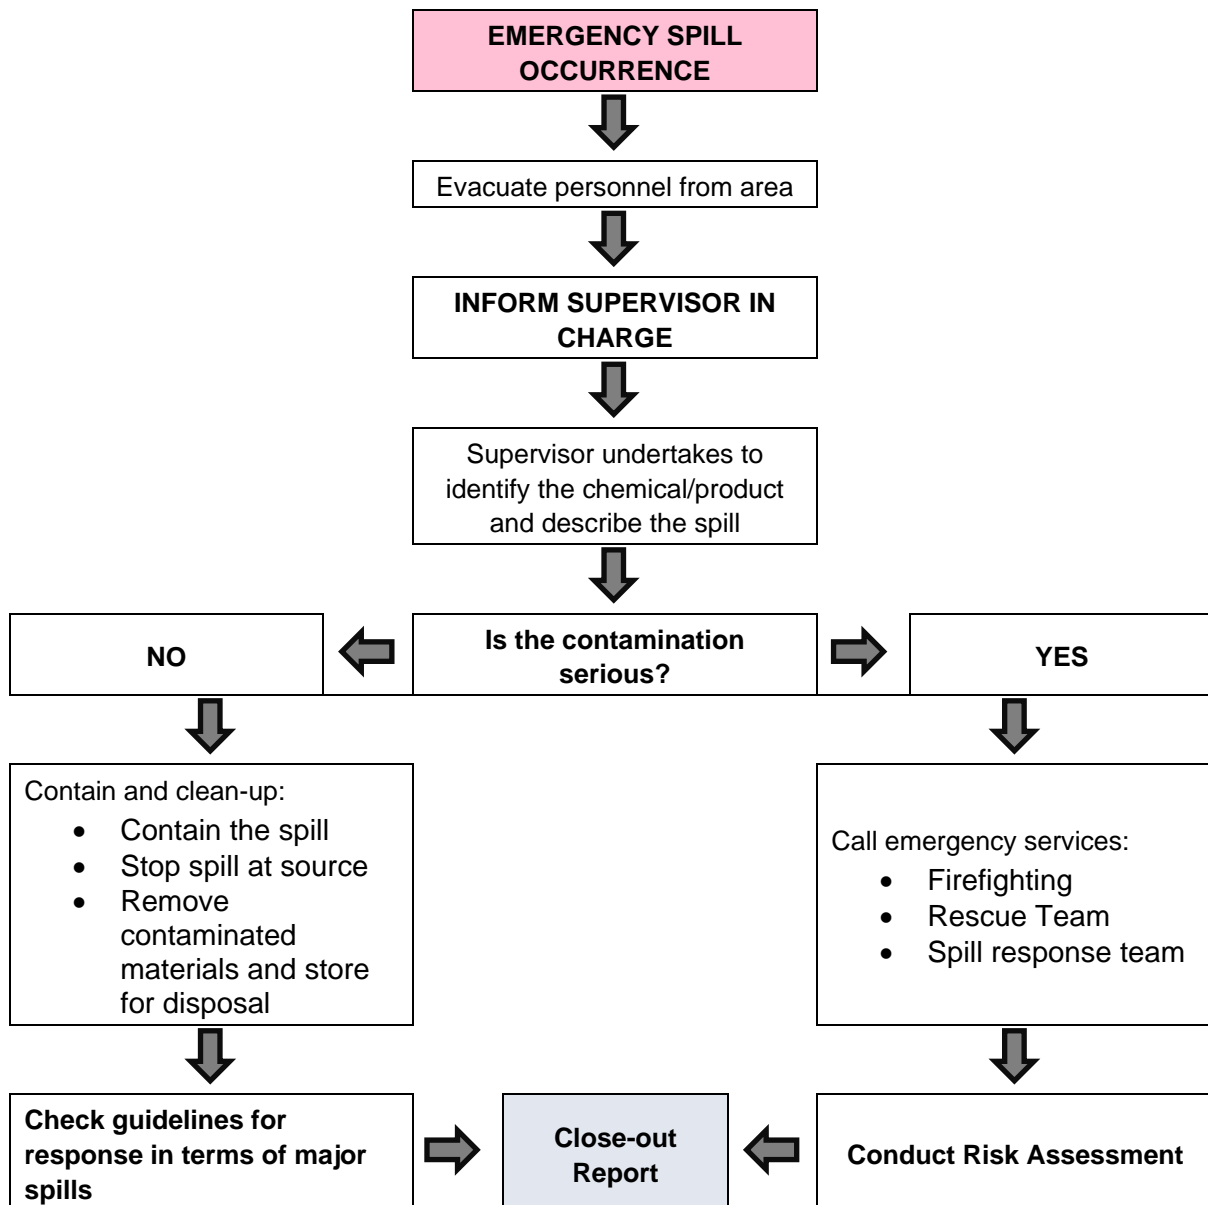 EMERGENCY SPILL
OCCURRENCE
Evacuate personnel from area
INFORM SUPERVISOR IN
CHARGE
Supervisor undertakes to
identify the chemical/product
and describe the spill
NO
Is the contamination
serious?
YES
Contain and clean-up:
• Contain the spill
• Stop spill at source
• Remove
contaminated
materials and store
for disposal
Call emergency services:
• Firefighting
• Rescue Team
• Spill response team
Check guidelines for
response in terms of major
spills
Close-out
Report
Conduct Risk Assessment